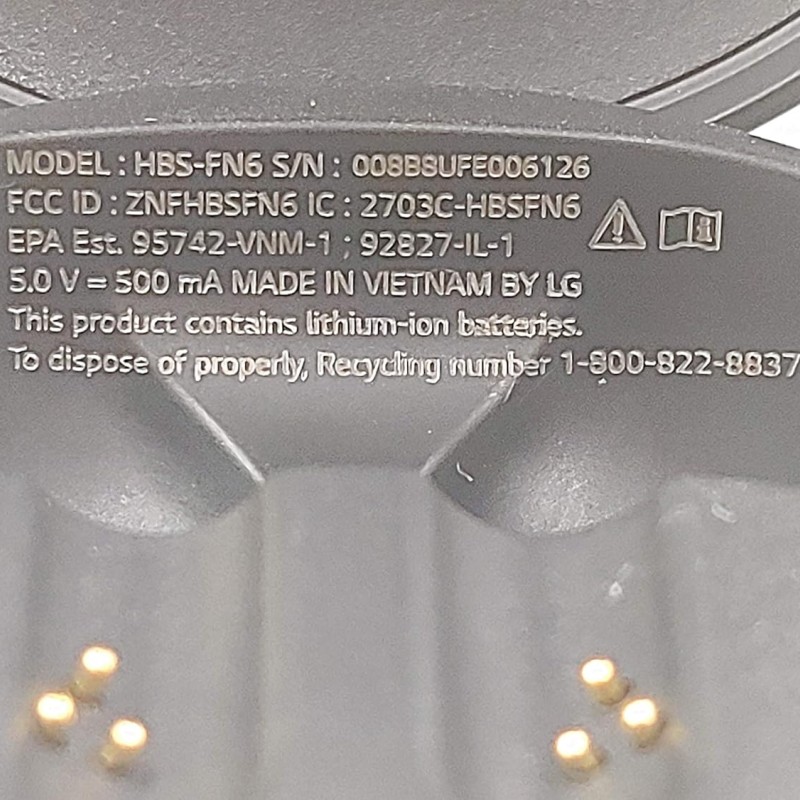 MODEL : HBS-FN6 S/N : 008B8UFE006126
FCC ID : ZNFHBSFN6 IC : 2703C-HBSFN6
EPA Est. 95742-VNM-1 ; 92827-IL-1
5.0 V = 500 mA MADE IN VIETNAM BY LG
This product contains lithium-ion batteries.
To dispose of properly, Recycling number 1-800-822-8837